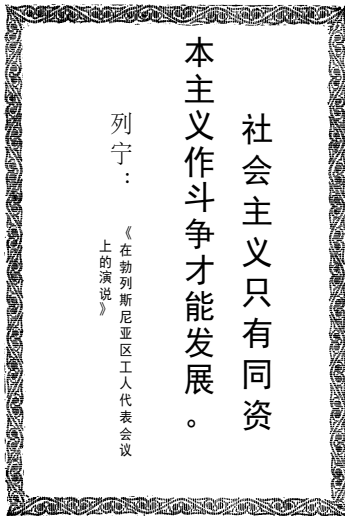 社会主义只有同资
本主义作斗争才能发展。
列宁：
《在勃列斯尼亚区工人代表会议
上的演说》